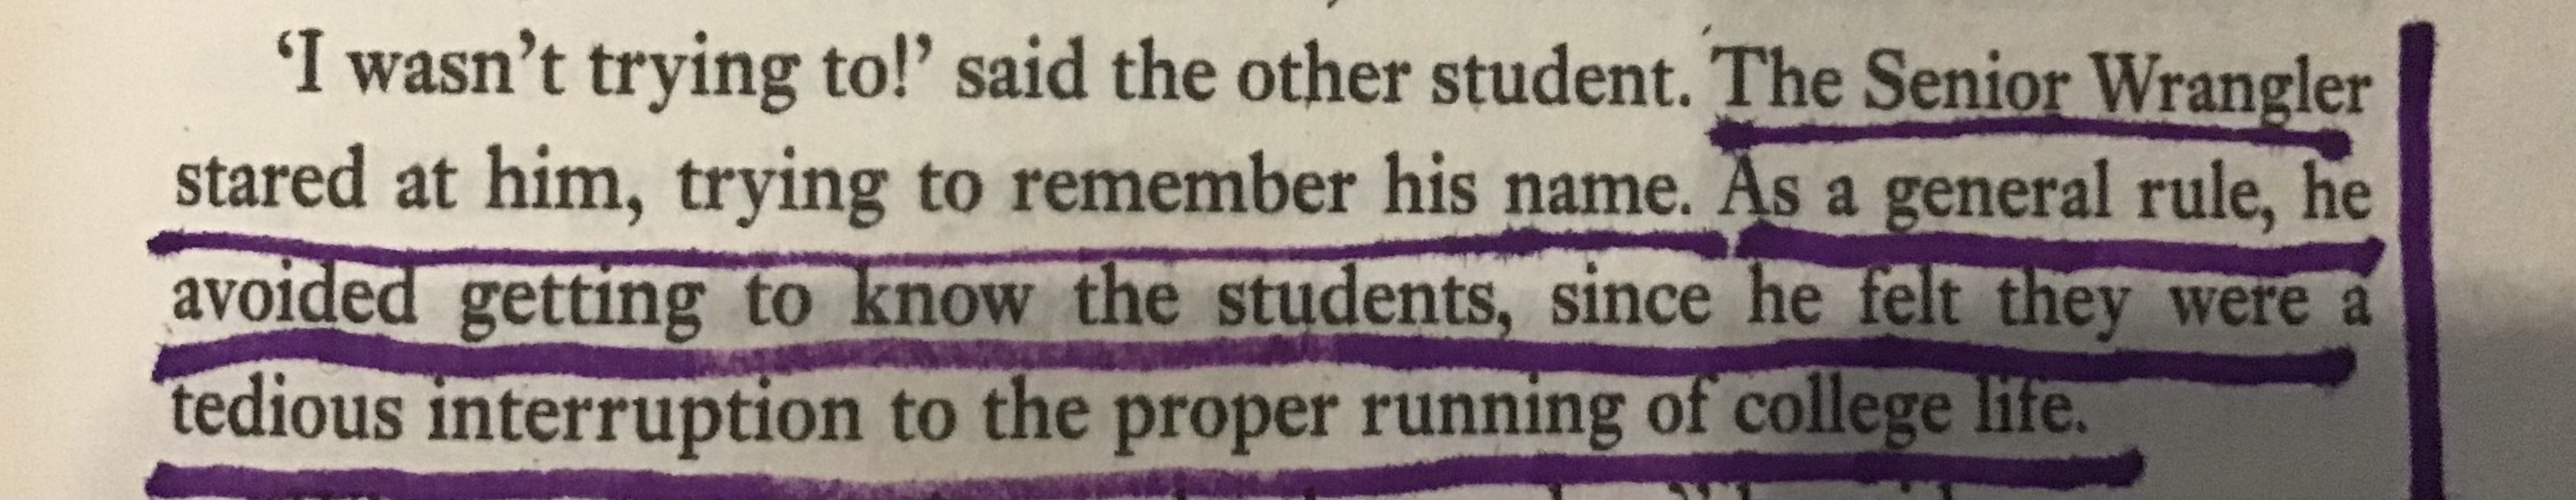 ‘I wasn’t trying to!’ said the other student. The Senior Wrangler
stared at him, trying to remember his name. As a general rule, he
avoided getting to know the students, since he felt they were a
tedious interruption to the proper running of college life.